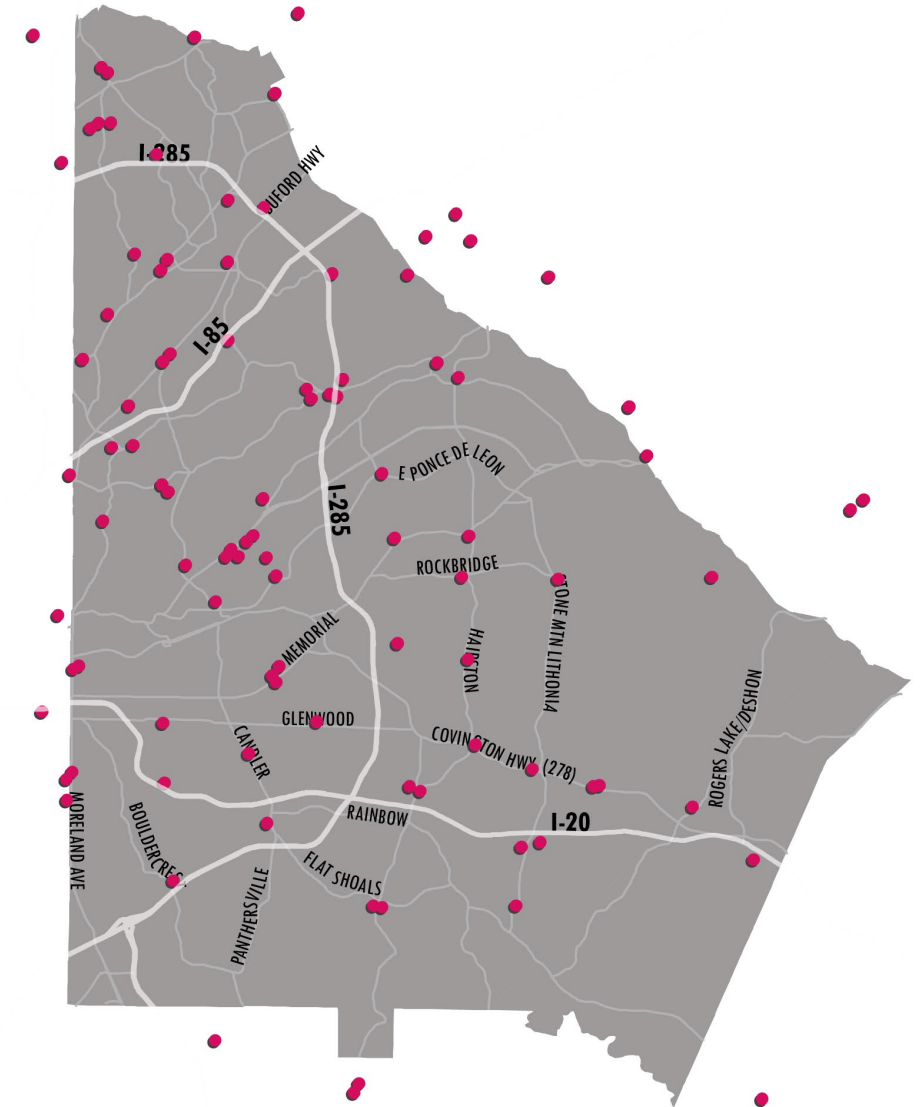 I-285
BUFORD HWY
I-85
E PONCE DE LEON
I-285
ROCKBRIDGE
STONE MTN LITHONIA
MEMORIAL
HAIRSTON
GLENWOOD
CANDLER
COVINGTON HWY (278)
ROGERS LAKE/DESHON
RAINBOW
I-20
MORELAND AVE
FLAT SHOALS
PANTHERSVILLE